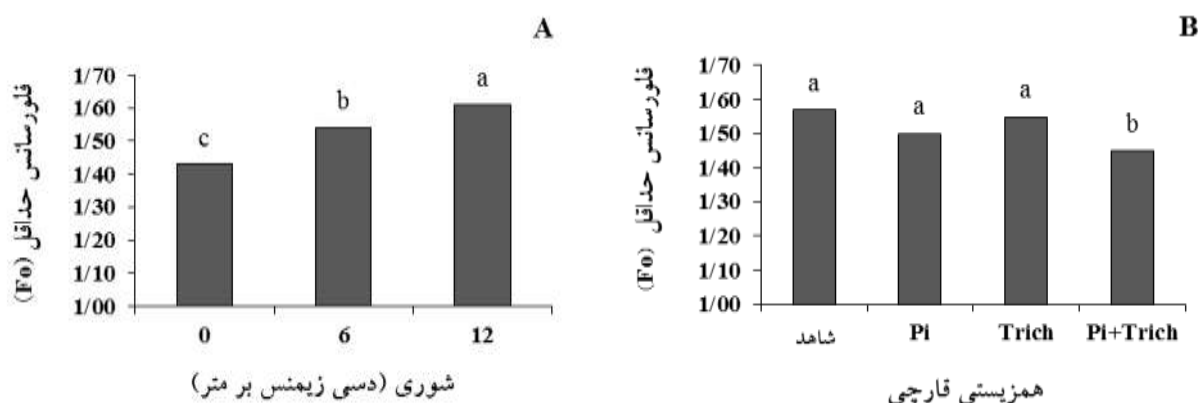 A
فلورسانس حداقل (Fo)
1/70
1/60
1/50
1/40
1/30
1/20
1/10
1/00
c
b
a
0 6 12
شوری (دسی زیمنس بر متر)
B
فلورسانس حداقل (Fo)
1/70
1/60
1/50
1/40
1/30
1/20
1/10
1/00
a
a
a
b
شاهد Pi Trich Pi+Trich
همزیستی قارچی